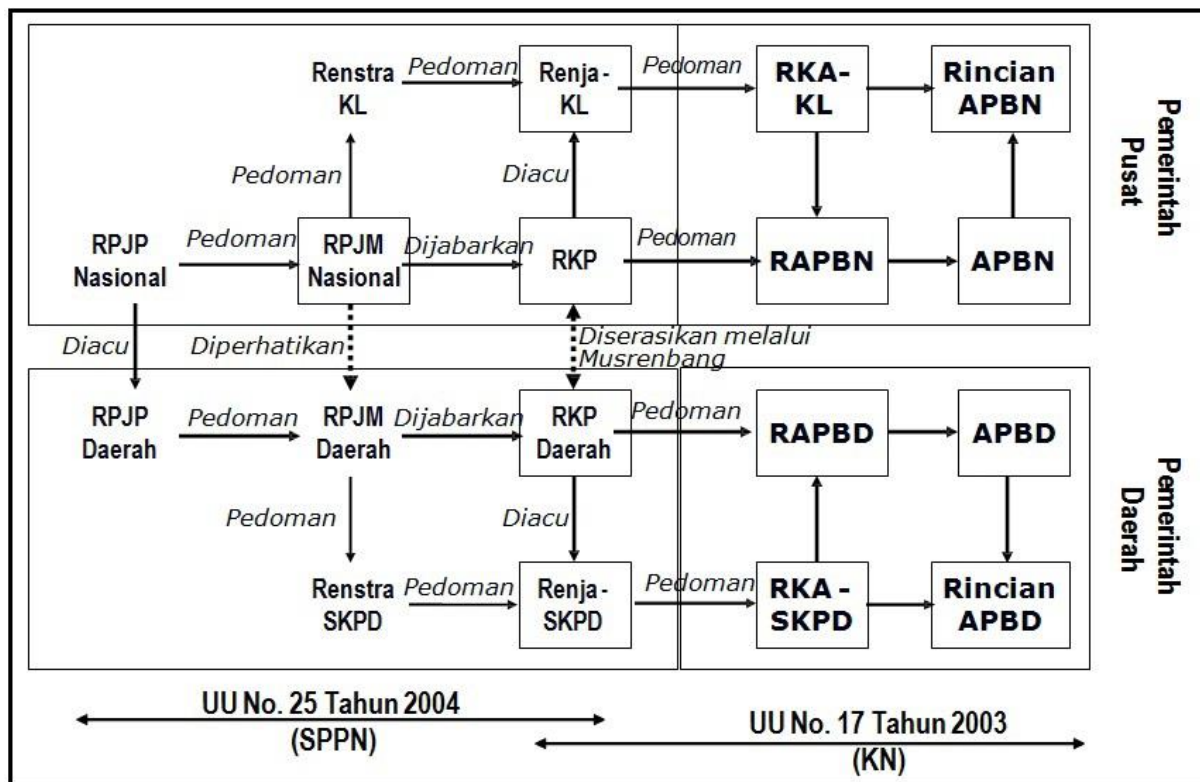 Renstra
KL
Pedoman
Renja -
KL
Pedoman
RKA-
KL
Rincian
APBN
Pemerintah
Pusat
Pedoman
Diacu
RPJP
Nasional
Pedoman
RPJM
Nasional
Dijabarkan
RKP
Pedoman
RAPBN
APBN
Diacu
Diperhatikan
Diserasikan melalui
Musrenbang
RPJP
Daerah
Pedoman
RPJM
Daerah
Dijabarkan
RKP
Daerah
Pedoman
RAPBD
APBD
Pemerintah
Daerah
Pedoman
Diacu
Renstra
SKPD
Pedoman
Renja -
SKPD
Pedoman
RKA -
SKPD
Rincian
APBD
UU No. 25 Tahun 2004
(SPPN)
UU No. 17 Tahun 2003
(KN)